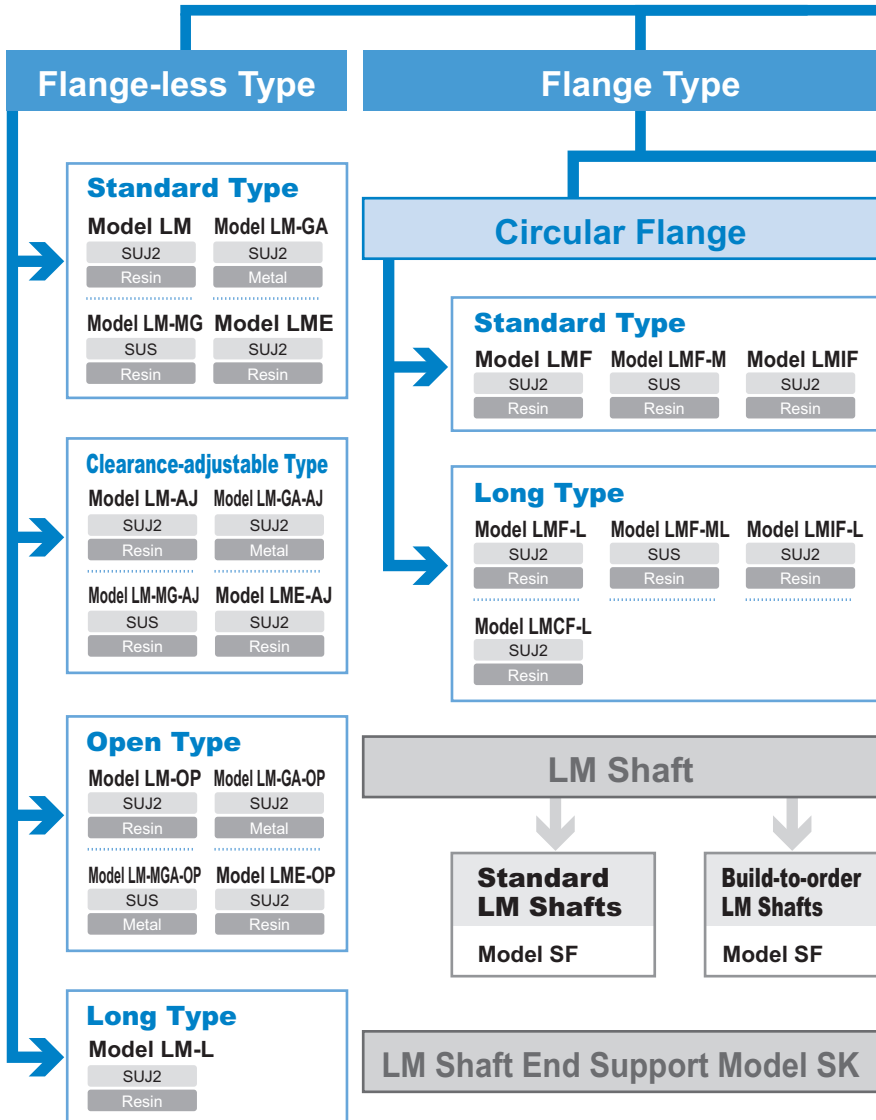 Flange-less Type
Flange Type
Standard Type
Model LM Model LM-GA
SUJ2 SUJ2
Resin Metal
Model LM-MG Model LME
SUS SUJ2
Resin Resin
Clearance-adjustable Type
Model LM-AJ Model LM-GA-AJ
SUJ2 SUJ2
Resin Metal
Model LM-MG-AJ Model LME-AJ
SUS SUJ2
Resin Resin
Open Type
Model LM-OP Model LM-GA-OP
SUJ2 SUJ2
Resin Metal
Model LM-MGA-OP Model LME-OP
SUS SUJ2
Metal Resin
Long Type
Model LM-L
SUJ2
Resin
Circular Flange
Standard Type
Model LMF Model LMF-M Model LMIF
SUJ2 SUS SUJ2
Resin Resin Resin
Long Type
Model LMF-L Model LMF-ML Model LMIF-L
SUJ2 SUS SUJ2
Resin Resin Resin
Model LMCF-L
SUJ2
Resin
LM Shaft
Standard
LM Shafts
Model SF
Build-to-order
LM Shafts
Model SF
LM Shaft End Support Model SK